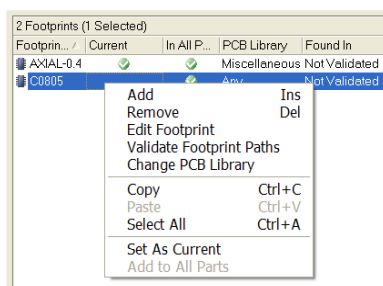 2 Footprints (1 Selected)
Footprin... Current In All P... PCB Library Found In
AXIAL-0.4 Miscellaneous Not Validated
C0805 Any Not Validated
Add Ins
Remove Del
Edit Footprint
Validate Footprint Paths
Change PCB Library
Copy Ctrl+C
Paste Ctrl+V
Select All Ctrl+A
Set As Current
Add to All Parts